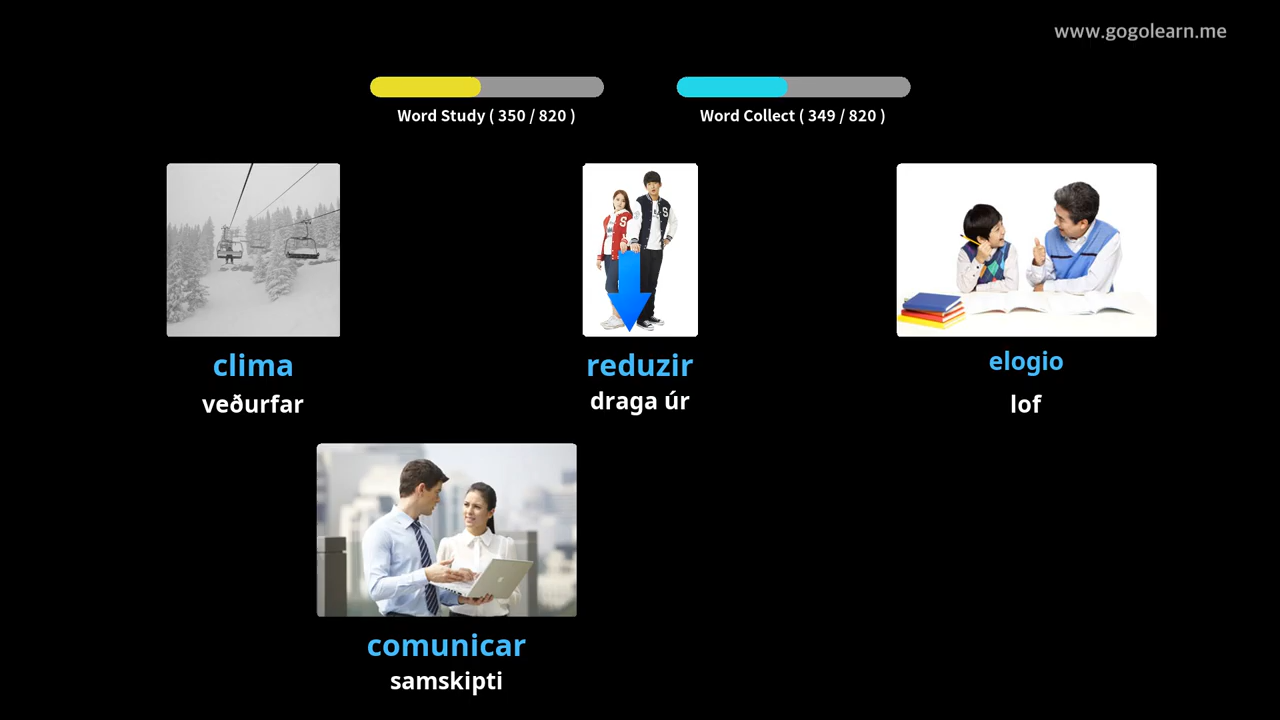 www.gogolearn.me
Word Study ( 350 / 820 )
Word Collect ( 349 / 820 )
clima
veðurfar
reduzir
draga úr
elogio
lof
comunicar
samskipti